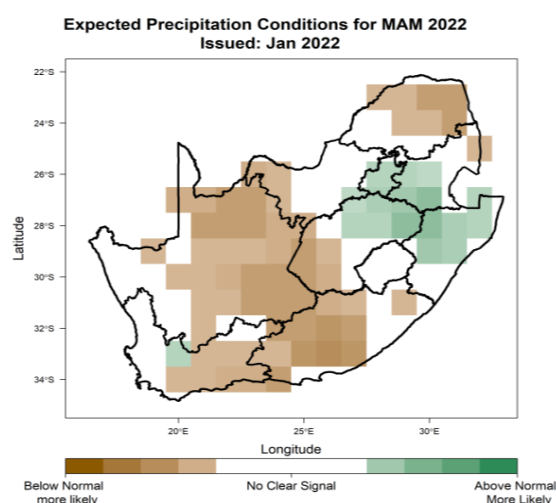 Expected Precipitation Conditions for MAM 2022
Issued: Jan 2022
22°S
24°S
26°S
28°S
30°S
32°S
34°S
Latitude
20°E 25°E 30°E
Longitude
Below Normal No Clear Signal Above Normal
more likely More Likely